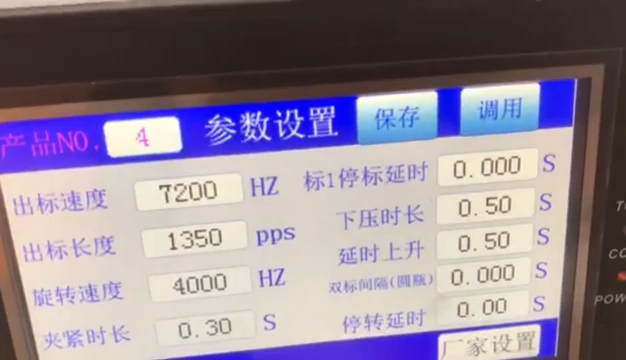 产品NO. 4 参数设置 保存 调用
出标速度 7200 HZ 标1停标延时 0.000 S
出标长度 1350 pps 下压时长 0.50 S
旋转速度 4000 HZ 延时上升 0.50 S
双标间隔(圆瓶) 0.000 S
夹紧时长 0.30 S 停转延时 0.00 S
厂家设置